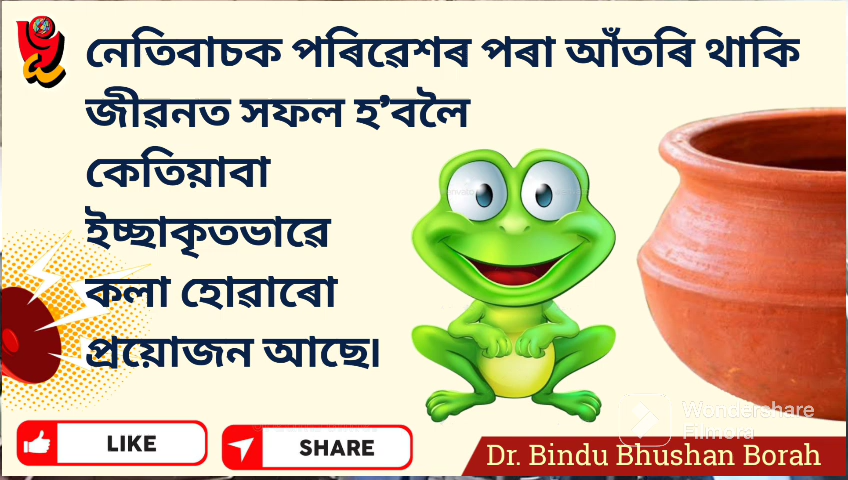 নেতিবাচক পৰিৱেশৰ পৰা আঁতৰি থাকি
জীৱনত সফল হ’বলৈ
কেতিয়াবা
ইচ্ছাকৃতভাৱে
কলা হোৱাৰো
প্ৰয়োজন আছে।
Wondershare
Filmora
LIKE
SHARE
Dr. Bindu Bhushan Borah